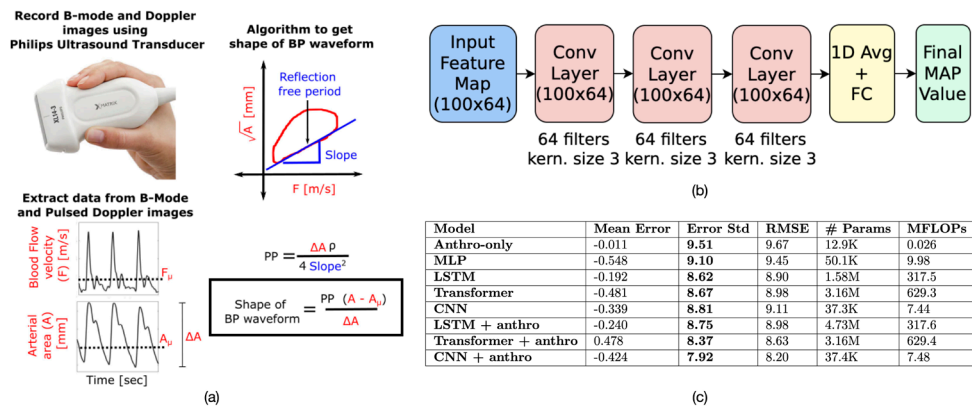 Record B-mode and Doppler
images using
Philips Ultrasound Transducer
XL14-3
XMATRIX
Algorithm to get
shape of BP waveform
Reflection
free period
√A [mm]
Slope
F [m/s]
Extract data from B-Mode
and Pulsed Doppler images
Blood Flow
velocity
(F) [m/s]
Fμ
Arterial
area (A)
[mm]
Aμ
ΔA
Time [sec]
PP = ΔA ρ / 4 Slope²
Shape of
BP waveform = PP (A - Aμ) / ΔA
(a)
Input
Feature
Map
(100x64)
Conv
Layer
(100x64)
Conv
Layer
(100x64)
Conv
Layer
(100x64)
1D Avg
+
FC
Final
MAP
Value
64 filters
kern. size 3
64 filters
kern. size 3
64 filters
kern. size 3
(b)
Model Mean Error Error Std RMSE # Params MFLOPs
Anthro-only -0.011 9.51 9.67 12.9K 0.026
MLP -0.548 9.10 9.45 50.1K 9.98
LSTM -0.192 8.62 8.90 1.58M 317.5
Transformer -0.481 8.67 8.98 3.16M 629.3
CNN -0.339 8.81 9.11 37.3K 7.44
LSTM + anthro -0.240 8.75 8.98 4.73M 317.6
Transformer + anthro 0.478 8.37 8.63 3.16M 629.4
CNN + anthro -0.424 7.92 8.20 37.4K 7.48
(c)